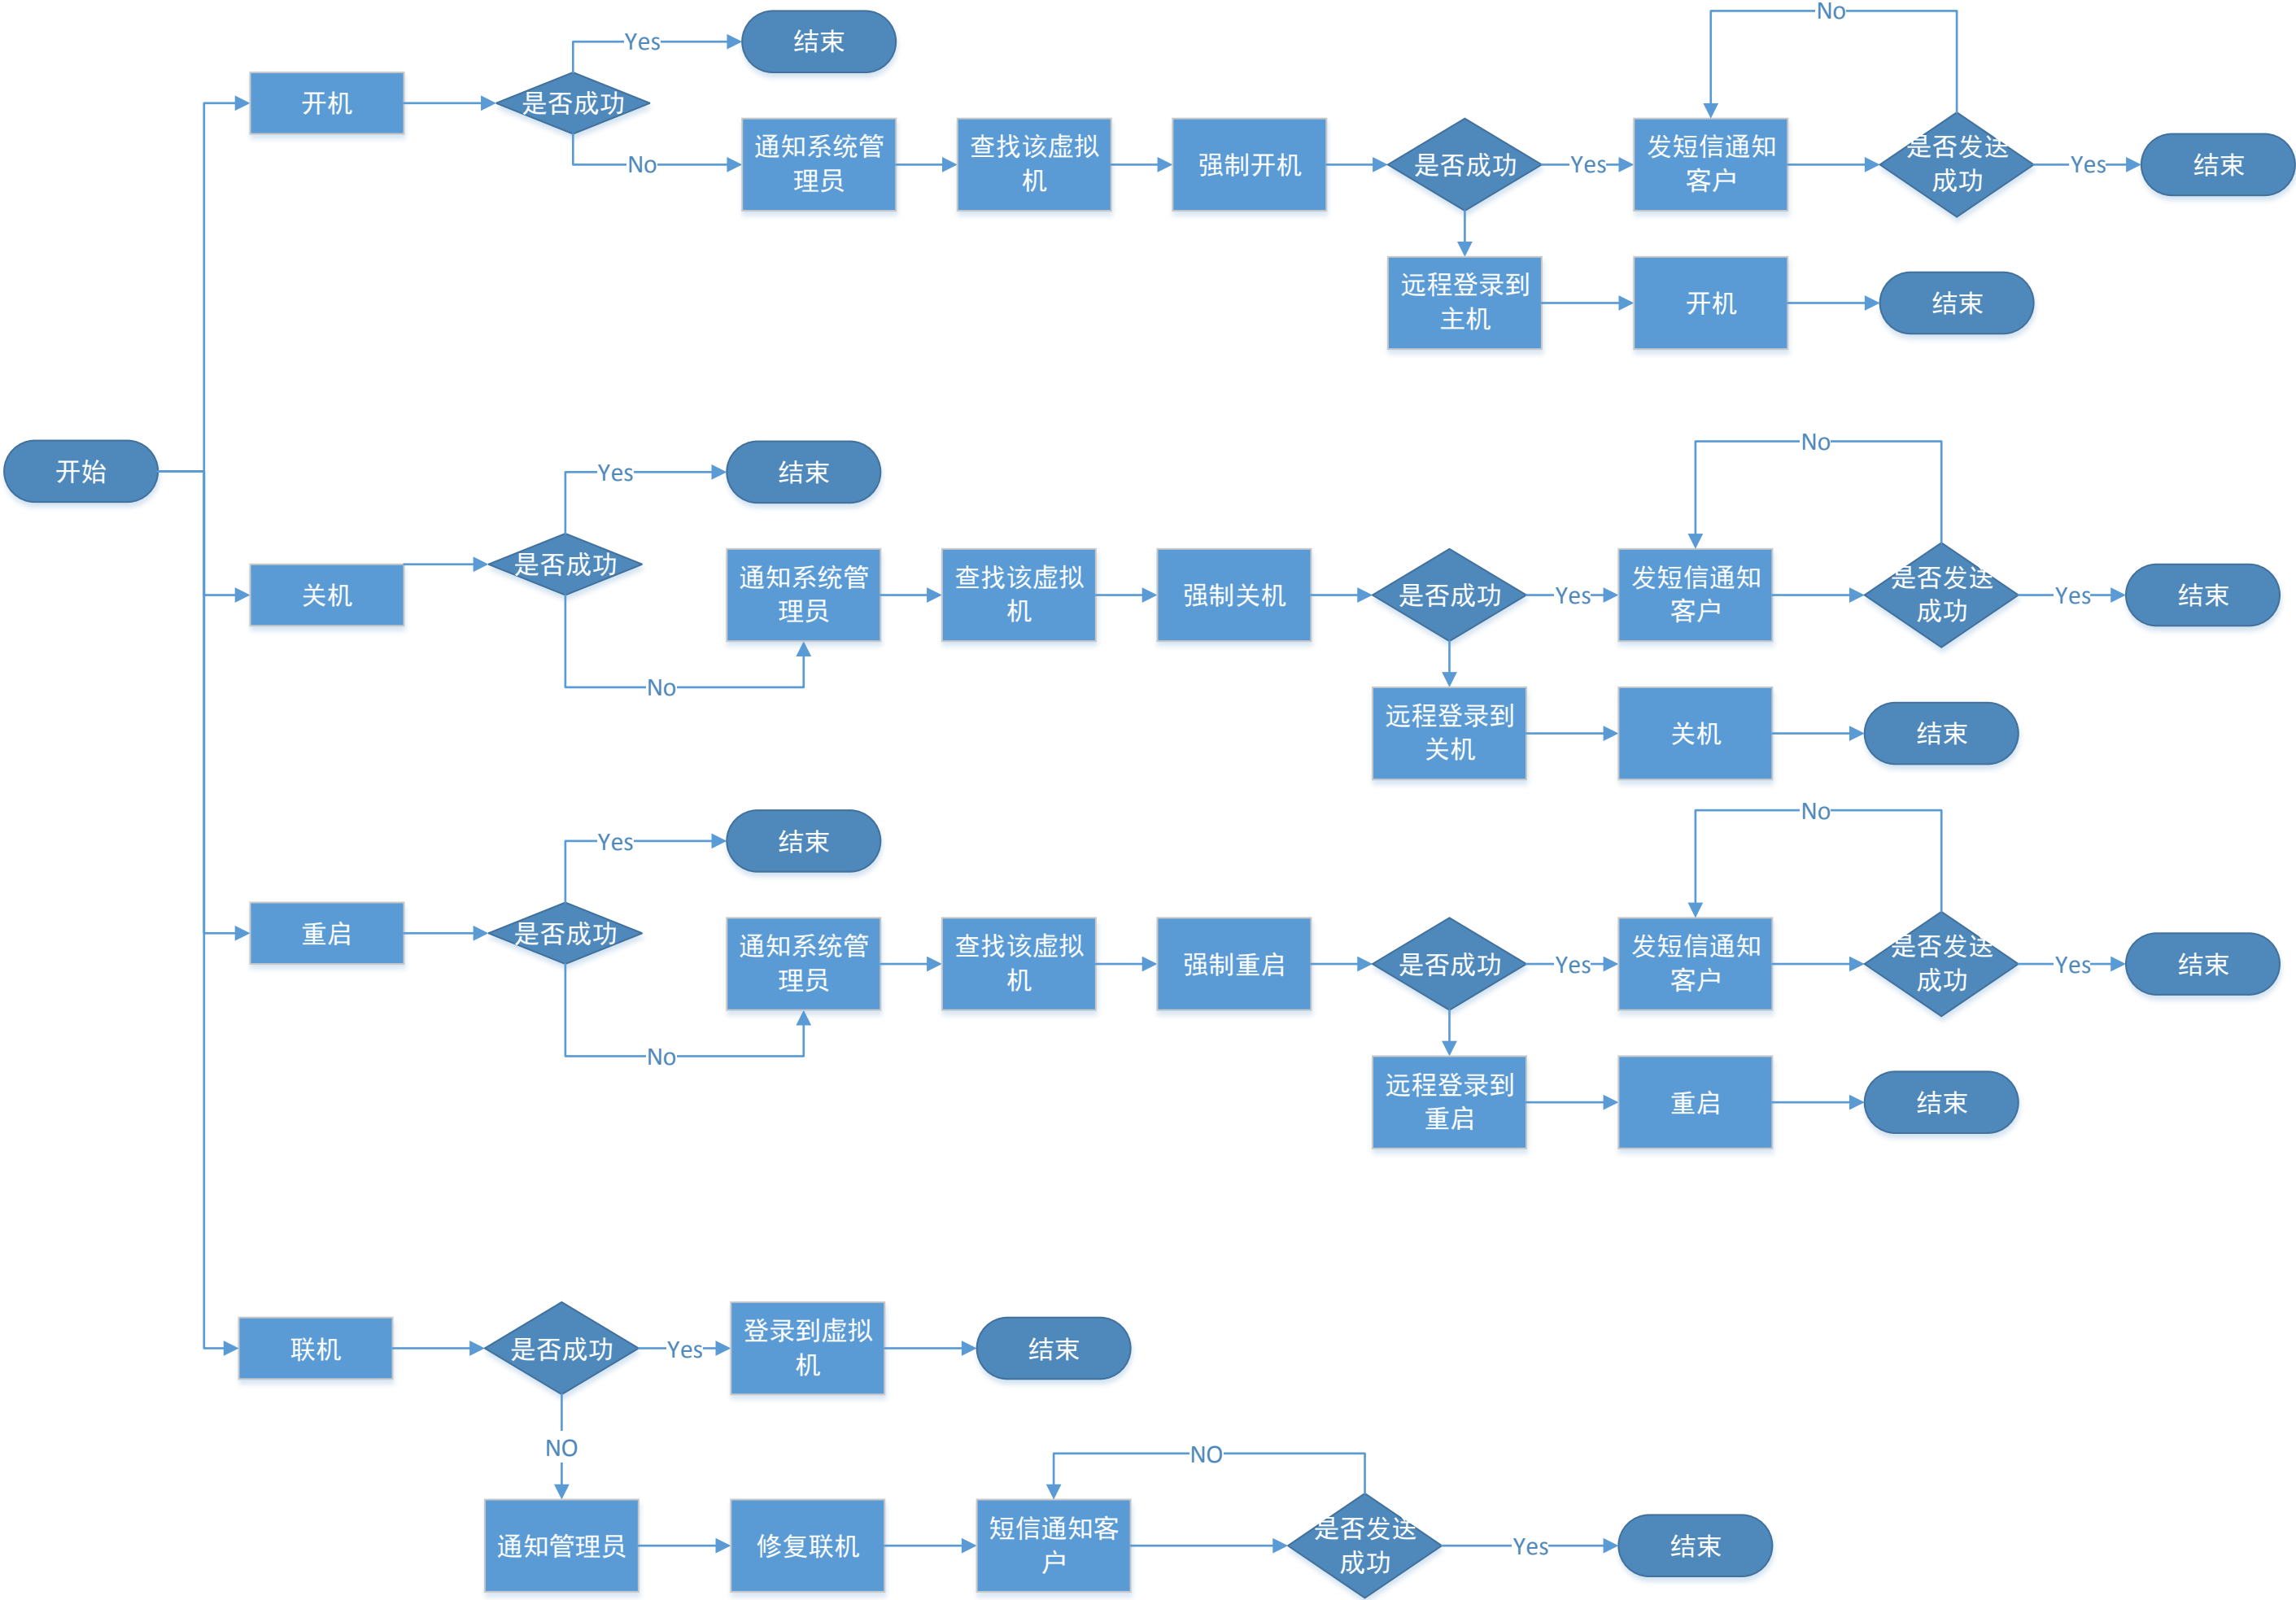 No
Yes
结束
开机
是否成功
No
通知系统管
理员
查找该虚拟
机
强制开机
是否成功
Yes
发短信通知
客户
是否发送
成功
Yes
结束
远程登录到
主机
开机
结束
开始
No
Yes
结束
关机
是否成功
通知系统管
理员
查找该虚拟
机
强制关机
是否成功
Yes
发短信通知
客户
是否发送
成功
Yes
结束
No
远程登录到
关机
关机
结束
No
Yes
结束
重启
是否成功
通知系统管
理员
查找该虚拟
机
强制重启
是否成功
Yes
发短信通知
客户
是否发送
成功
Yes
结束
No
远程登录到
重启
重启
结束
联机
是否成功
Yes
登录到虚拟
机
结束
NO
NO
通知管理员
修复联机
短信通知客
户
是否发送
成功
Yes
结束